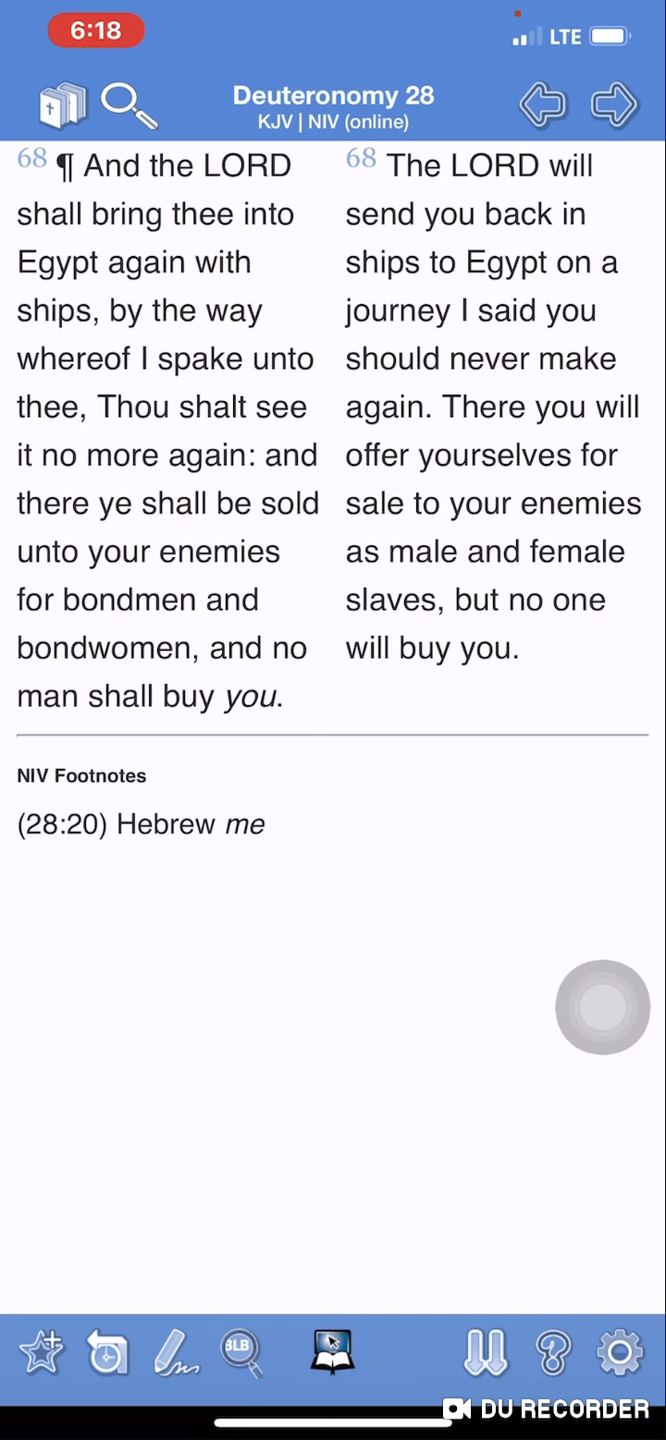 6:18
LTE
Deuteronomy 28
KJV | NIV (online)
68 ¶ And the LORD
shall bring thee into
Egypt again with
ships, by the way
whereof I spake unto
thee, Thou shalt see
it no more again: and
there ye shall be sold
unto your enemies
for bondmen and
bondwomen, and no
man shall buy you.
68 The LORD will
send you back in
ships to Egypt on a
journey I said you
should never make
again. There you will
offer yourselves for
sale to your enemies
as male and female
slaves, but no one
will buy you.
NIV Footnotes
(28:20) Hebrew me
BLB
DU RECORDER